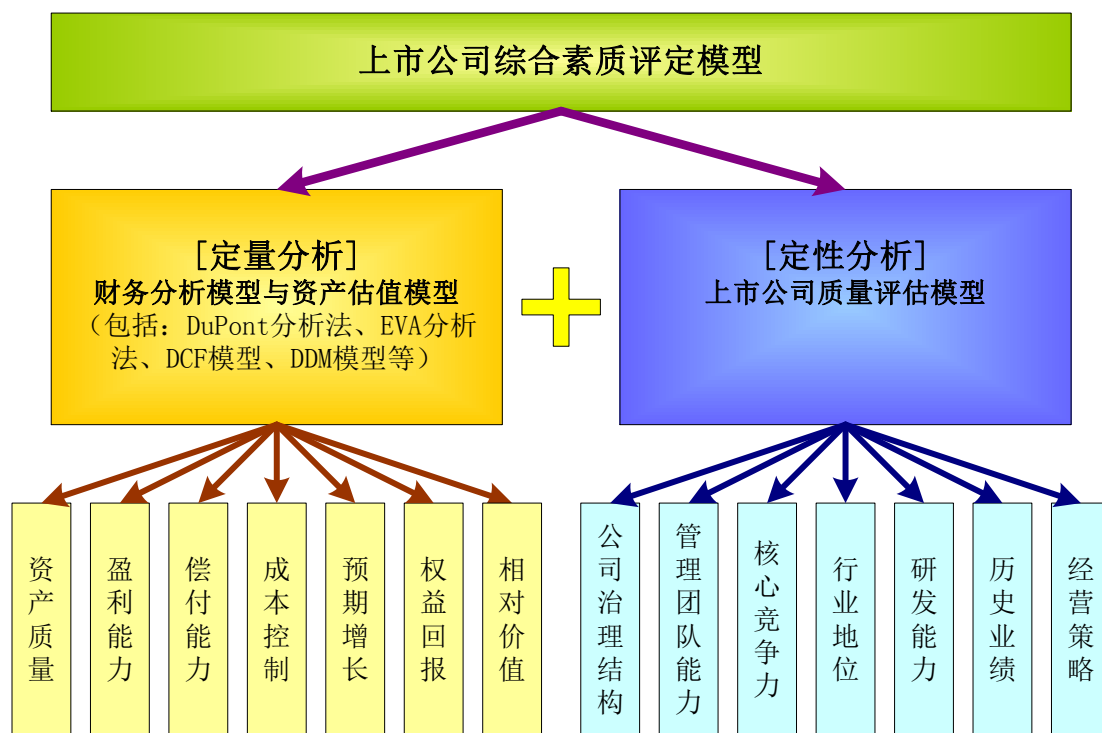 上市公司综合素质评定模型
[定量分析]
财务分析模型与资产估值模型
（包括：DuPont分析法、EVA分析
法、DCF模型、DDM模型等）
[定性分析]
上市公司质量评估模型
资产质量
盈利能力
偿付能力
成本控制
预期增长
权益回报
相对价值
公司治理结构
管理团队能力
核心竞争力
行业地位
研发能力
历史业绩
经营策略